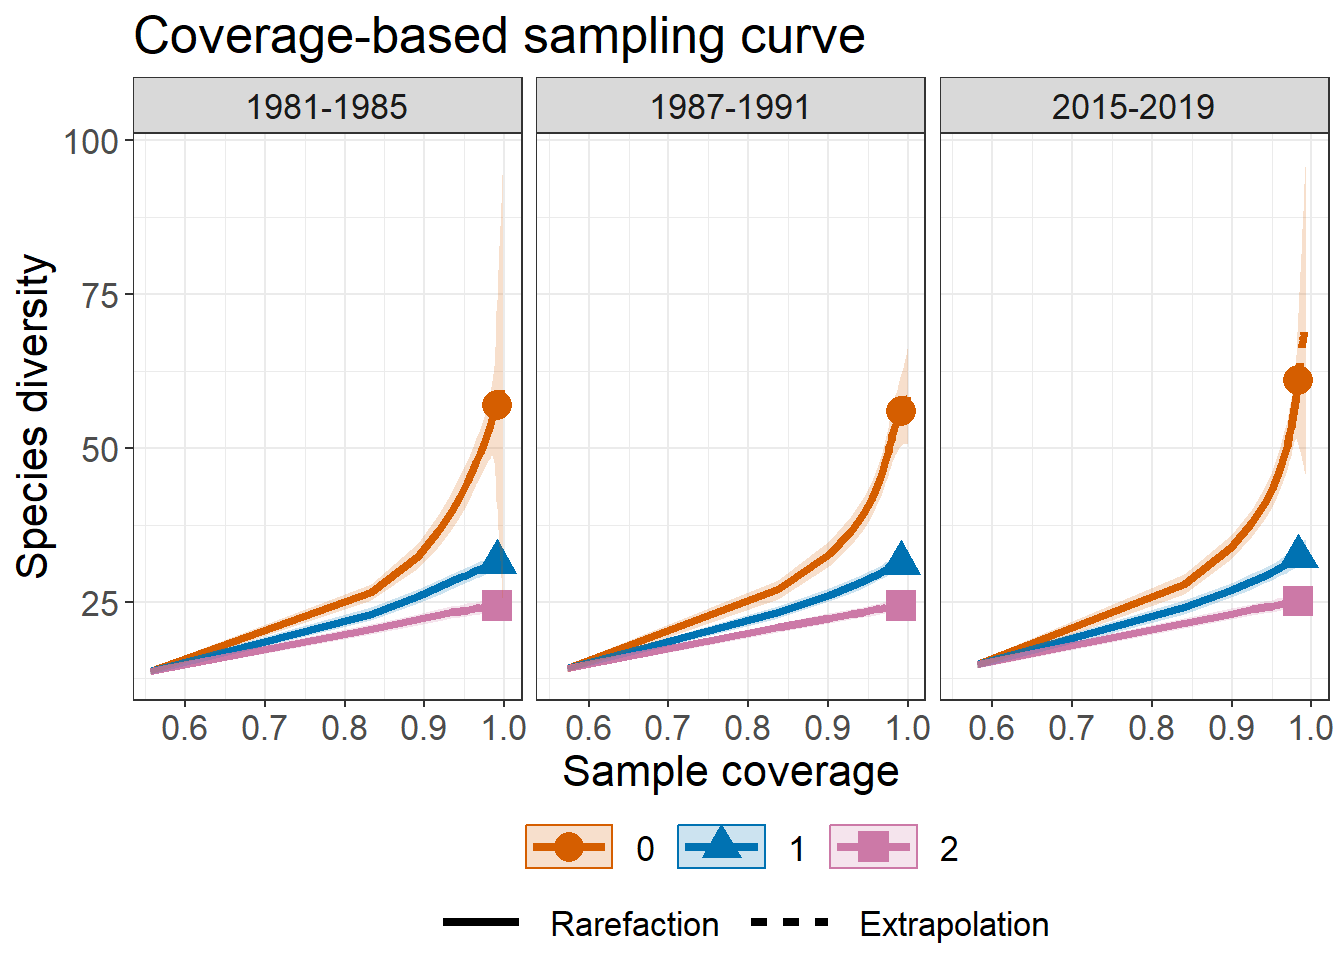 Coverage-based sampling curve
1981-1985 1987-1991 2015-2019
100
75
50
25
Species diversity
0.6 0.7 0.8 0.9 1.0 0.6 0.7 0.8 0.9 1.0 0.6 0.7 0.8 0.9 1.0
Sample coverage
0 1 2
Rarefaction Extrapolation